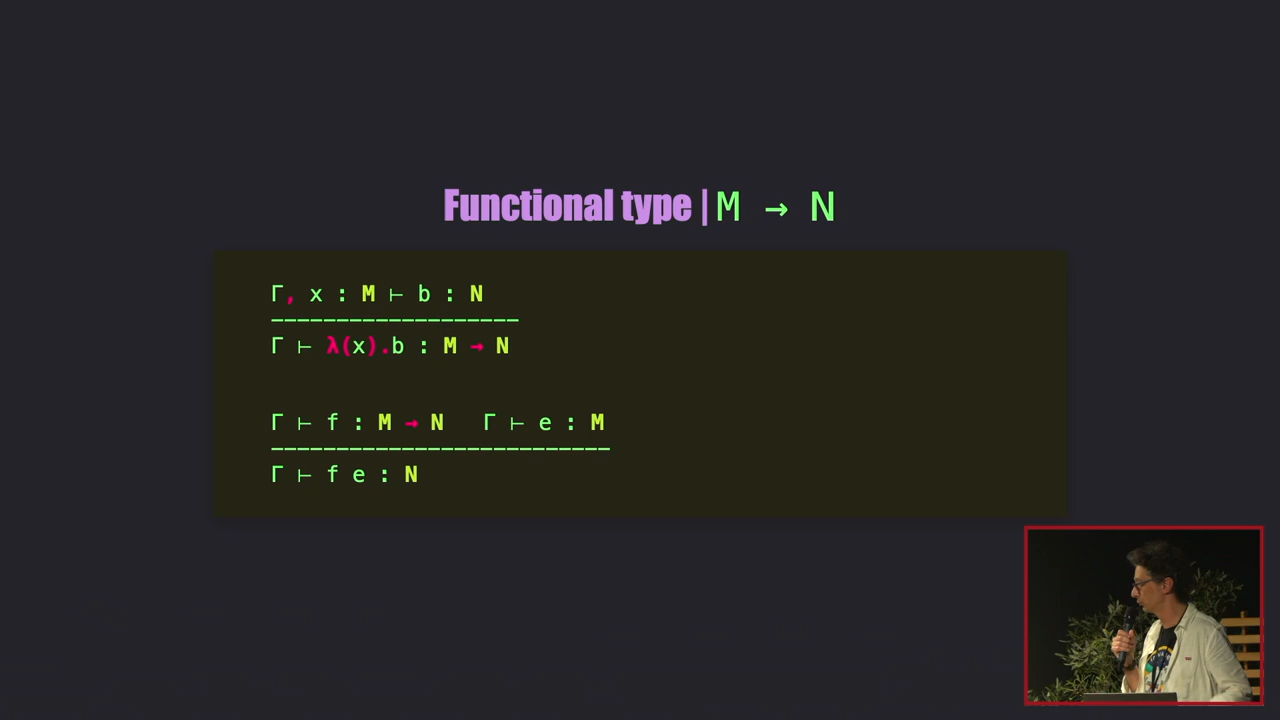 Functional type | M → N
Γ, x : M ⊢ b : N
-------------------
Γ ⊢ λ(x).b : M → N
Γ ⊢ f : M → N   Γ ⊢ e : M
--------------------------
Γ ⊢ f e : N